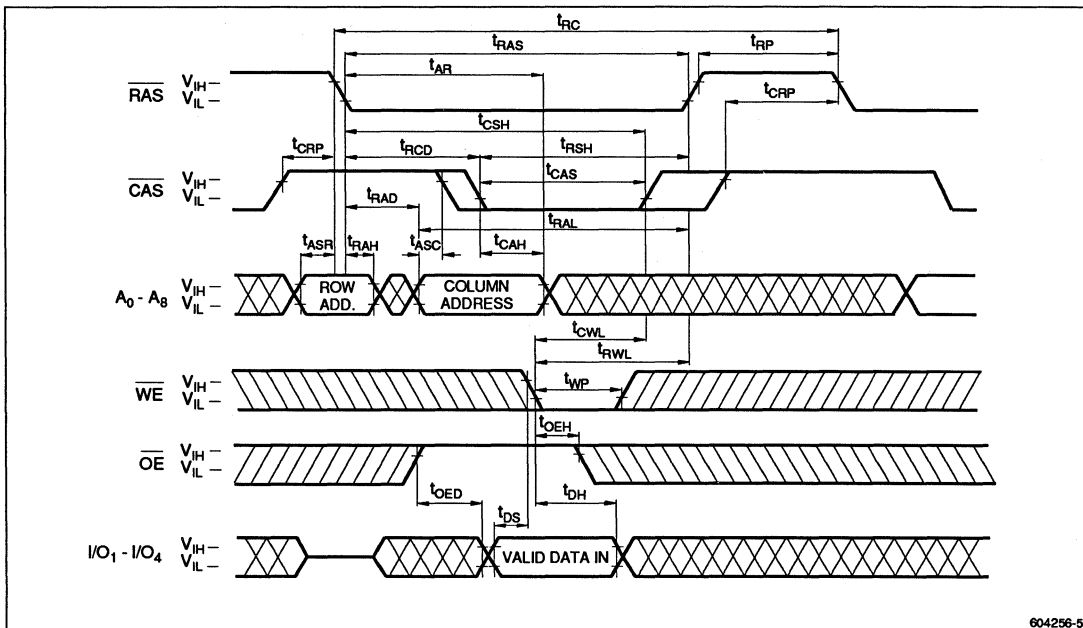 tRC
tRAS
tRP
tAR
RAS VIH
VIL
tCRP
tCSH
tCRP
tRCD
tRSH
CAS VIH
VIL
tCAS
tRAD
tRAL
tASR
tRAH
tASC
tCAH
A0 - A8 VIH
VIL
ROW
ADD.
COLUMN
ADDRESS
tCWL
tRWL
WE VIH
VIL
tWP
tOEH
OE VIH
VIL
tOED
tDH
tDS
I/O1 - I/O4 VIH
VIL
VALID DATA IN
604256-5